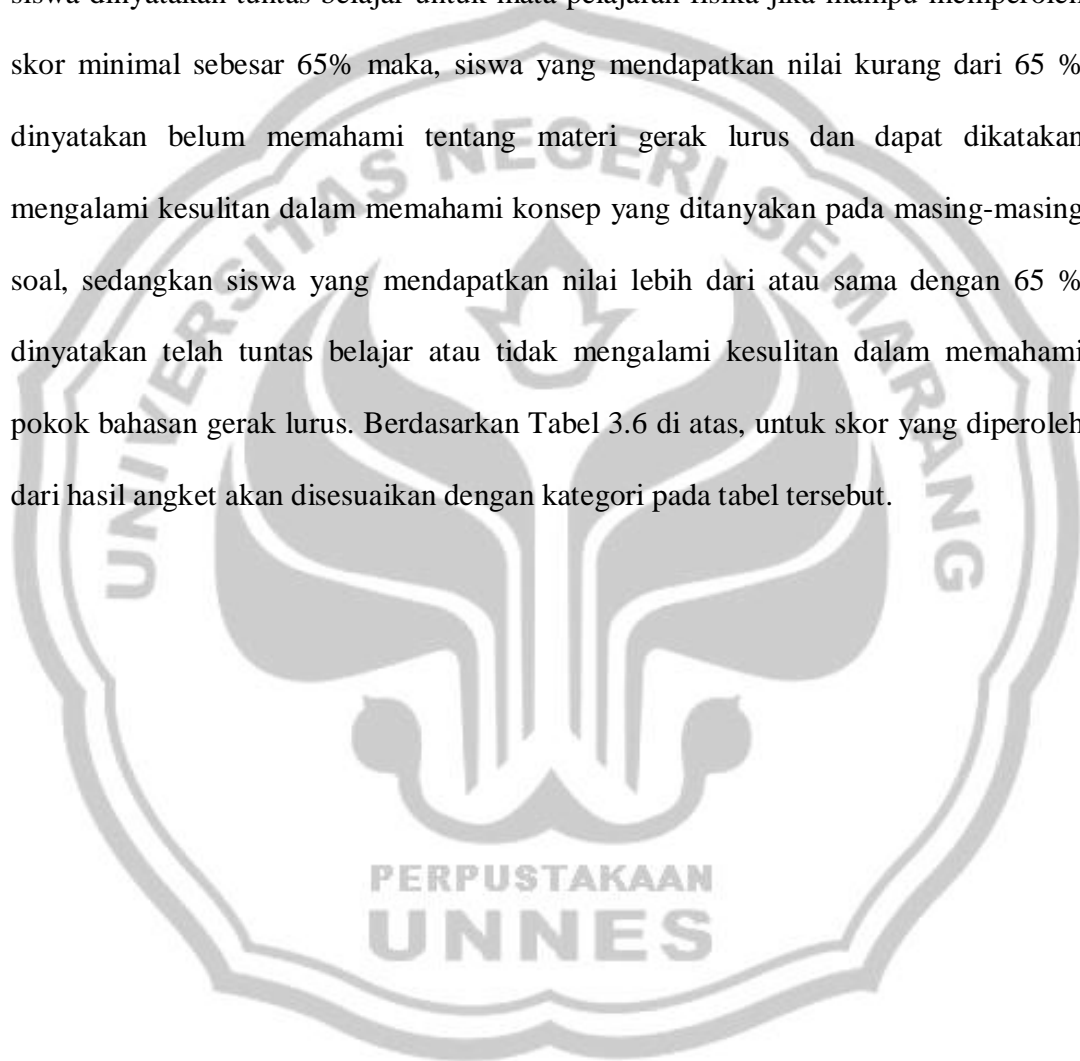 siswa dinyatakan tuntas belajar untuk mata pelajaran fisika jika mampu memperoleh
skor minimal sebesar 65% maka, siswa yang mendapatkan nilai kurang dari 65 %
dinyatakan belum memahami tentang materi gerak lurus dan dapat dikatakan
mengalami kesulitan dalam memahami konsep yang ditanyakan pada masing-masing
soal, sedangkan siswa yang mendapatkan nilai lebih dari atau sama dengan 65 %
dinyatakan telah tuntas belajar atau tidak mengalami kesulitan dalam memahami
pokok bahasan gerak lurus. Berdasarkan Tabel 3.6 di atas, untuk skor yang diperoleh
dari hasil angket akan disesuaikan dengan kategori pada tabel tersebut.
UNIVERSITAS NEGERI SEMARANG
PERPUSTAKAAN
UNNES